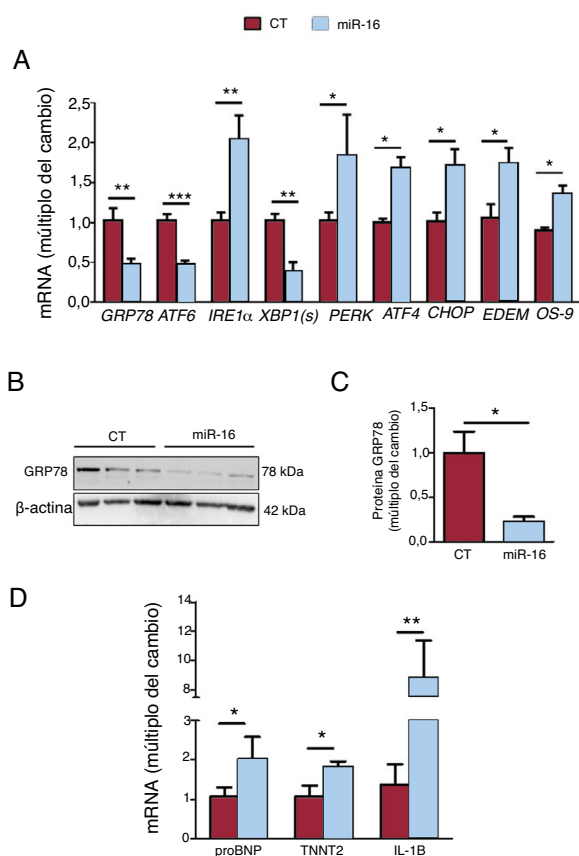 CT miR-16
A
mRNA (múltiplo del cambio)
2,5
2,0
1,5
1,0
0,5
0,0
** *** ** ** * * * * *
GRP78 ATF6 IRE1α XBP1(s) PERK ATF4 CHOP EDEM OS-9
B
CT miR-16
GRP78 78 kDa
β-actina 42 kDa
C
Proteína GRP78
(múltiplo del cambio)
1,5
1,0
0,5
0,0
*
CT miR-16
D
mRNA (múltiplo del cambio)
14
12
10
8
3
2
1
0
* * **
proBNP TNNT2 IL-1B